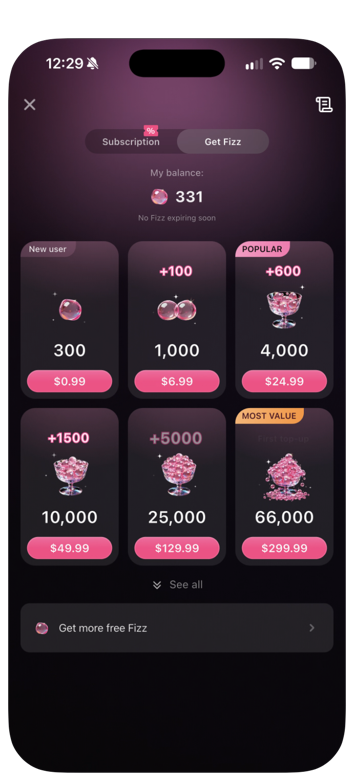 12:29
Subscription
%
Get Fizz
My balance:
331
No Fizz expiring soon
New user
300
$0.99
+100
1,000
$6.99
POPULAR
+600
4,000
$24.99
+1500
10,000
$49.99
+5000
25,000
$129.99
MOST VALUE
66,000
$299.99
See all
Get more free Fizz